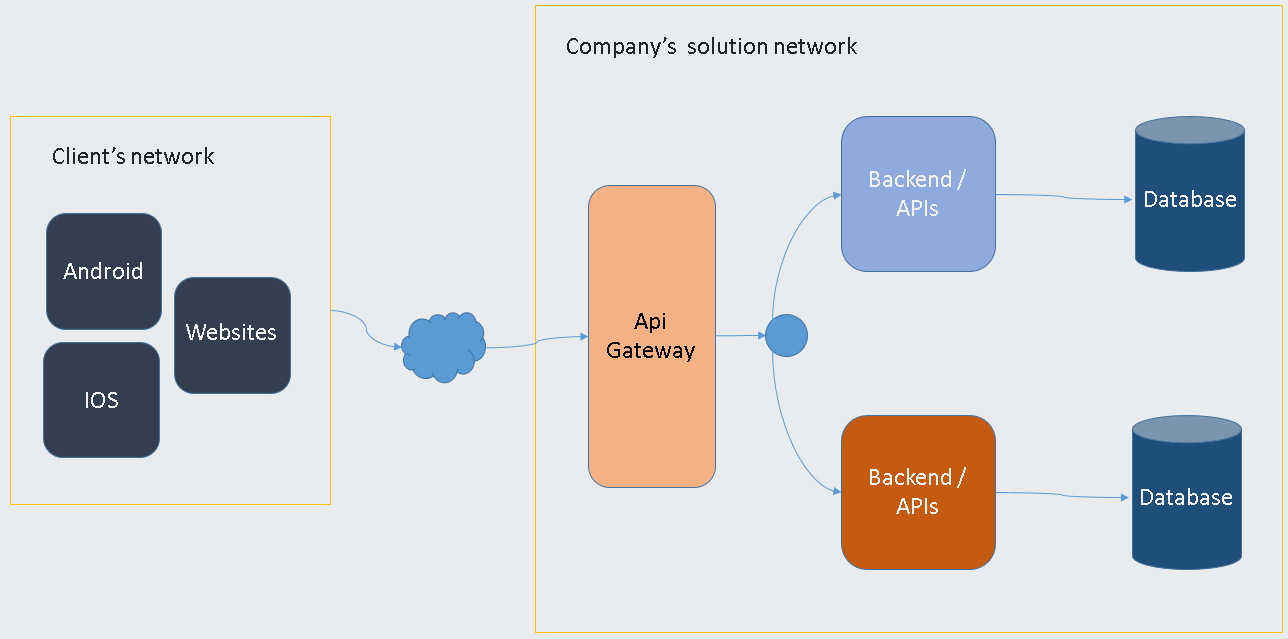 Company's  solution network
Client's network
Android
Websites
IOS
Api
Gateway
Backend /
APIs
Database
Backend /
APIs
Database